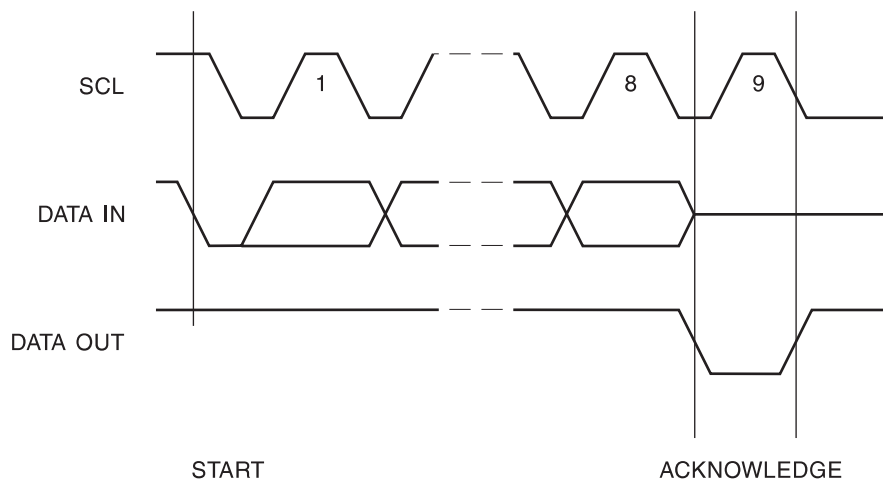 SCL
1
8
9
DATA IN
DATA OUT
START
ACKNOWLEDGE